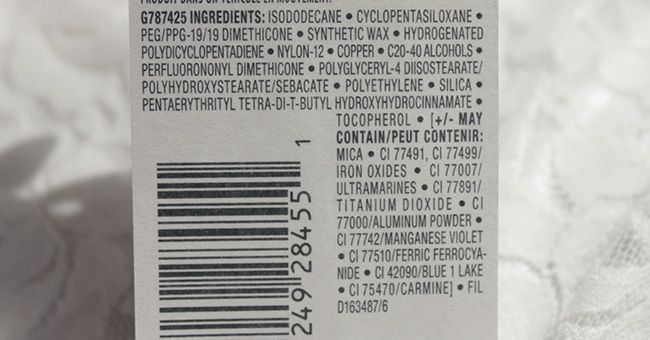 G787425 INGREDIENTS: ISODODECANE • CYCLOPENTASILOXANE •
PEG/PPG-19/19 DIMETHICONE • SYNTHETIC WAX • HYDROGENATED
POLYDICYCLOPENTADIENE • NYLON-12 • COPPER • C20-40 ALCOHOLS •
PERFLUORONONYL DIMETHICONE • POLYGLYCERYL-4 DIISOSTEARATE/
POLYHYDROXYSTEARATE/SEBACATE • POLYETHYLENE • SILICA •
PENTAERYTHRITYL TETRA-DI-T-BUTYL HYDROXYHYDROCINNAMATE •
TOCOPHEROL • [+/- MAY
CONTAIN/PEUT CONTENIR:
MICA • CI 77491, CI 77499/
IRON OXIDES • CI 77007/
ULTRAMARINES • CI 77891/
TITANIUM DIOXIDE • CI
77000/ALUMINUM POWDER •
CI 77742/MANGANESE VIOLET
• CI 77510/FERRIC FERROCYA-
NIDE • CI 42090/BLUE 1 LAKE
• CI 75470/CARMINE] • FIL
D163487/6
249 28455 1